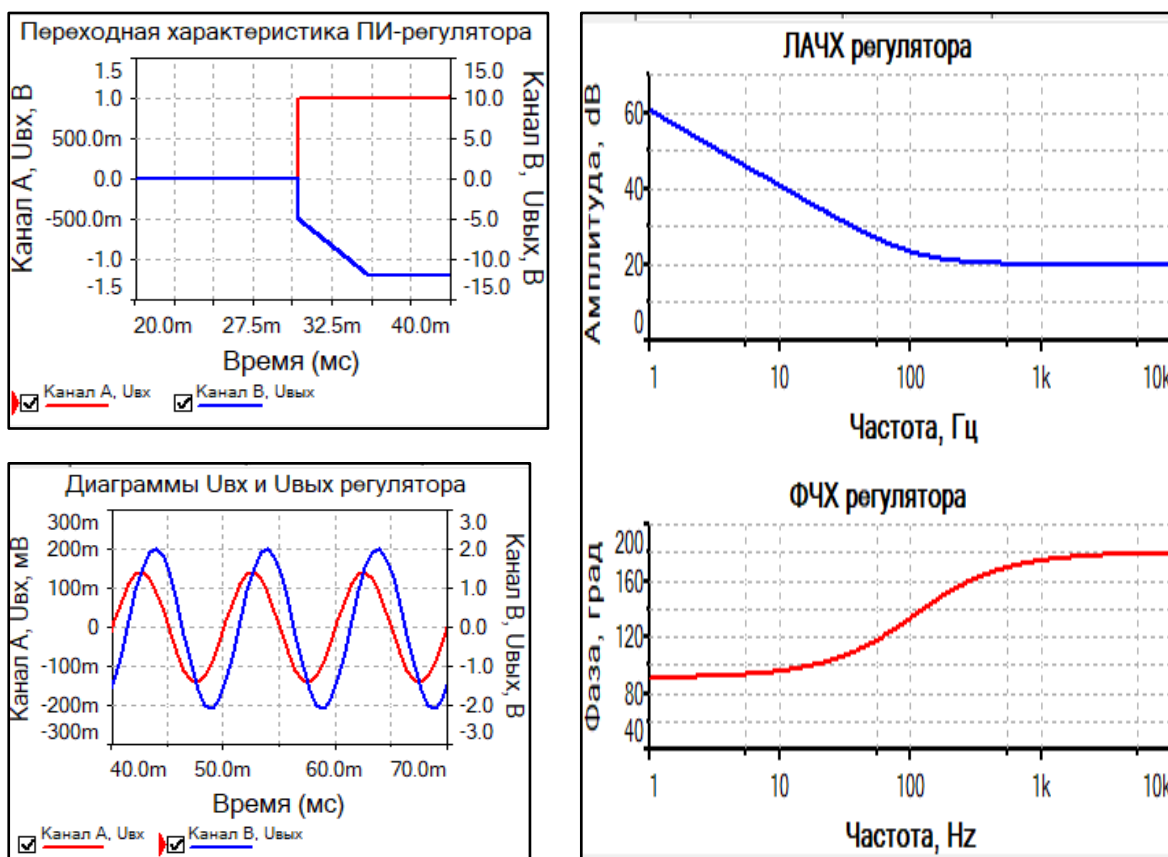 Переходная характеристика ПИ-регулятора
Канал A, Uвх, В
1.5
1.0
500.0m
0.0
-500.0m
-1.0
-1.5
15.0
10.0
5.0
0.0
-5.0
-10.0
-15.0
Канал B, Uвых, В
20.0m 27.5m 32.5m 40.0m
Время (мс)
Канал A, Uвх Канал B, Uвых
Диаграммы Uвх и Uвых регулятора
Канал A, Uвх, мВ
300m
200m
100m
0
-100m
-200m
-300m
3.0
2.0
1.0
0.0
-1.0
-2.0
-3.0
Канал B, Uвых, В
40.0m 50.0m 60.0m 70.0m
Время (мс)
Канал A, Uвх Канал B, Uвых
ЛАЧХ регулятора
Амплитуда, dB
60
40
20
0
1 10 100 1k 10k
Частота, Гц
ФЧХ регулятора
Фаза, град
200
160
120
80
40
1 10 100 1k 10k
Частота, Hz